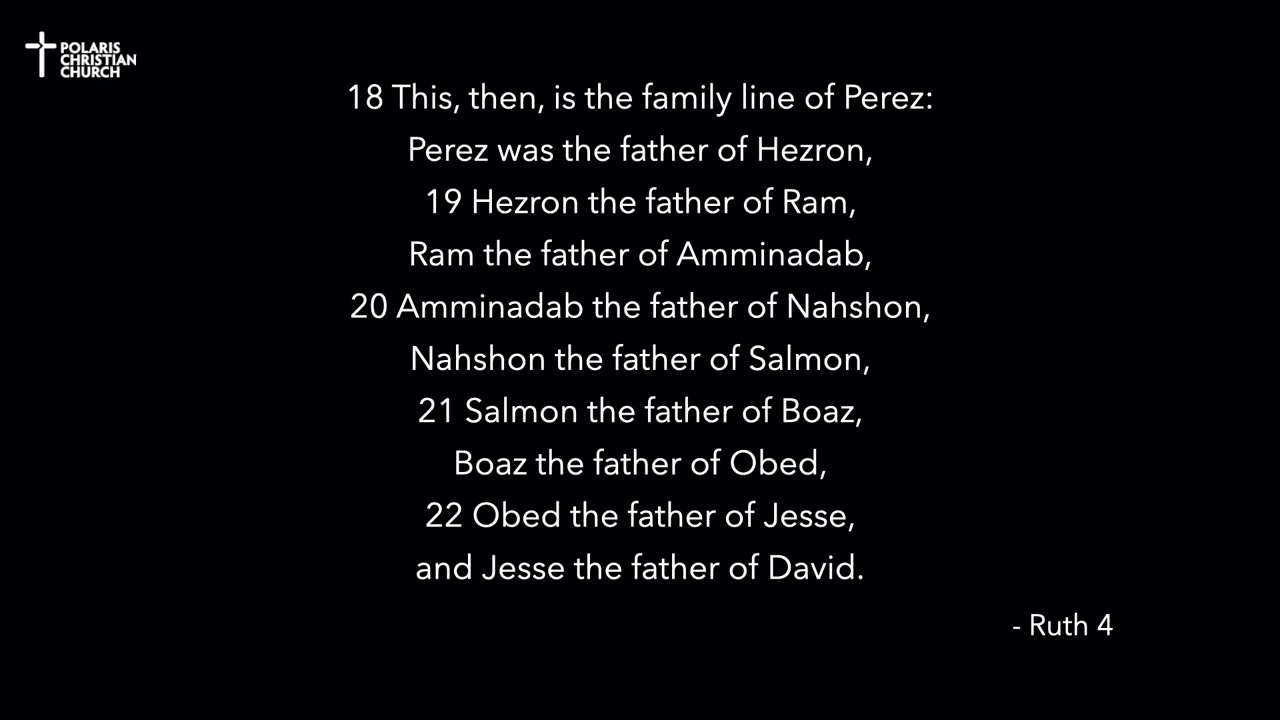 POLARIS
CHRISTIAN
CHURCH
18 This, then, is the family line of Perez:
Perez was the father of Hezron,
19 Hezron the father of Ram,
Ram the father of Amminadab,
20 Amminadab the father of Nahshon,
Nahshon the father of Salmon,
21 Salmon the father of Boaz,
Boaz the father of Obed,
22 Obed the father of Jesse,
and Jesse the father of David.
- Ruth 4